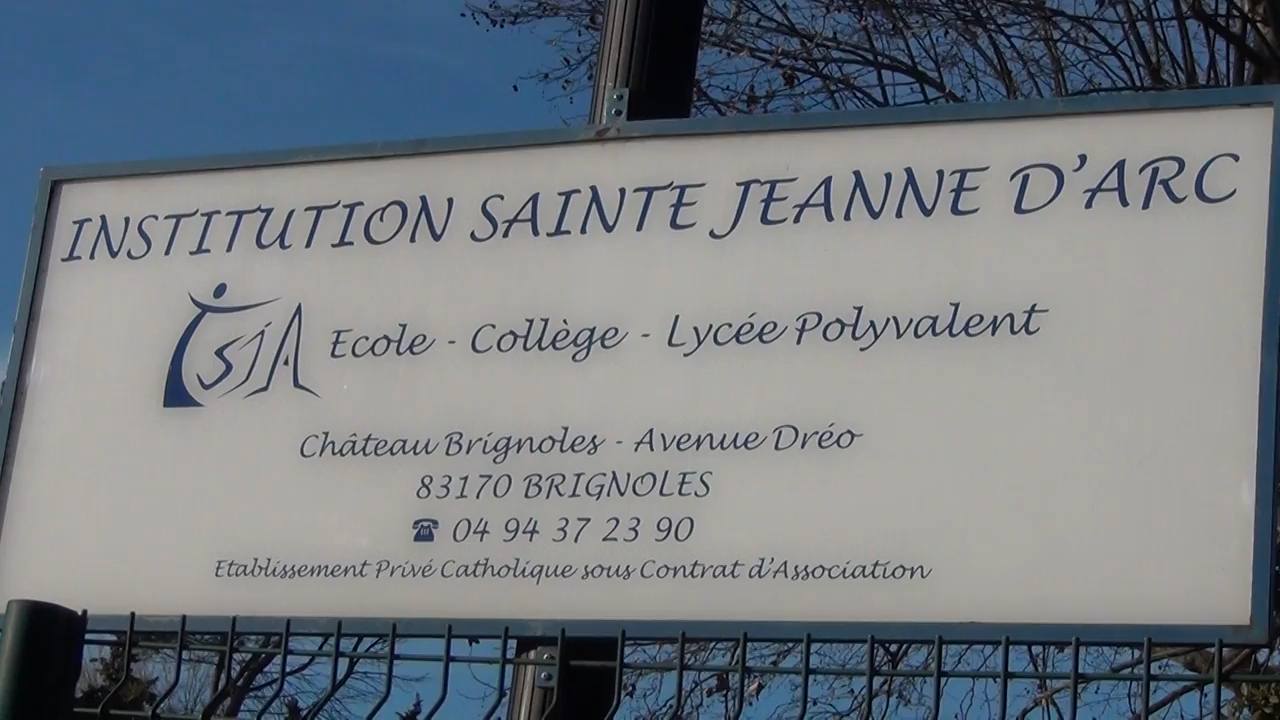 INSTITUTION SAINTE JEANNE D'ARC
ISJA
Ecole - Collège - Lycée Polyvalent
Château Brignoles - Avenue Dréo
83170 BRIGNOLES
☎ 04 94 37 23 90
Etablissement Privé Catholique sous Contrat d'Association